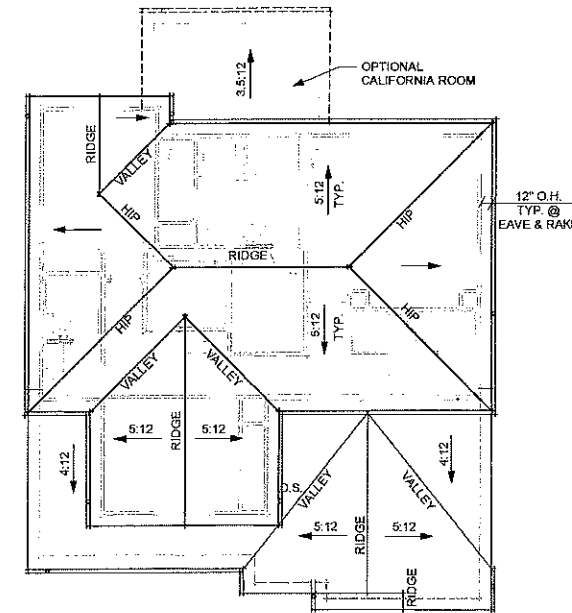 OPTIONAL
CALIFORNIA ROOM
3.5:12
RIDGE
VALLEY
HIP
5:12
TYP.
HIP
12" O.H.
TYP. @
EAVE & RAKE
RIDGE
HIP
5:12
TYP.
HIP
VALLEY
VALLEY
5:12
RIDGE
5:12
4:12
4:12
D.S.
VALLEY
VALLEY
5:12
RIDGE
5:12
RIDGE